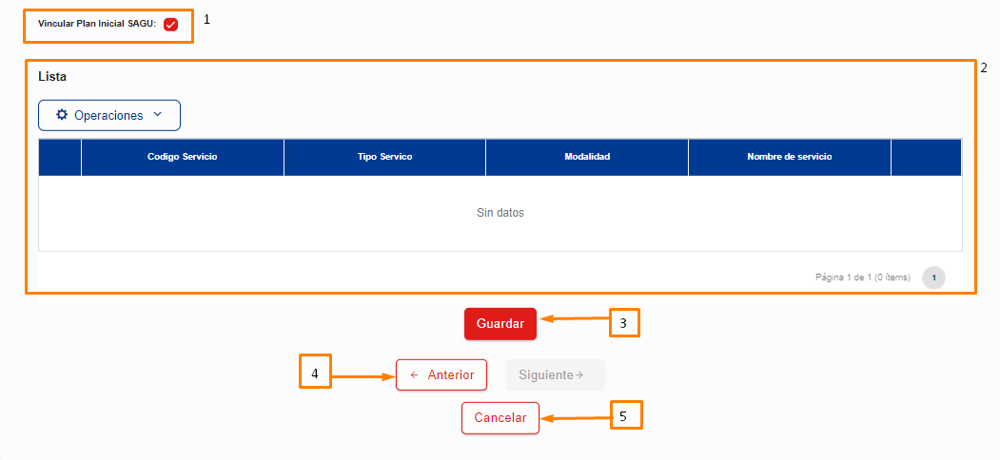 Vincular Plan Inicial SAGU:
1
2
Lista
Operaciones
Codigo Servicio Tipo Servico Modalidad Nombre de servicio
Sin datos
Página 1 de 1 (0 ítems) 1
Guardar
3
4
← Anterior
Siguiente→
Cancelar
5